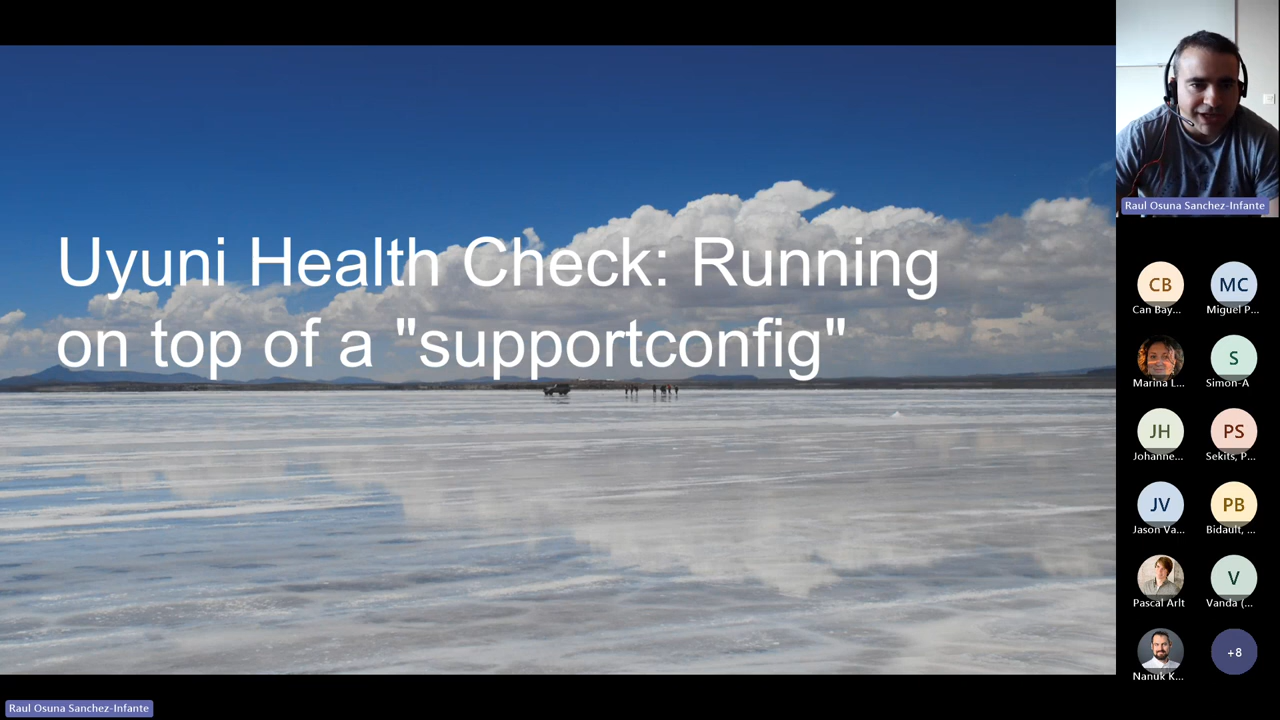 Uyuni Health Check: Running
on top of a "supportconfig"
Raul Osuna Sanchez-Infante
CB
Can Bay...
MC
Miguel P...
Marina L...
S
Simon-A
JH
Johanne...
PS
Sekits, P...
JV
Jason Va...
PB
Bidault, ...
Pascal Arlt
V
Vanda (...
Nanuk K...
+8
Raul Osuna Sanchez-Infante